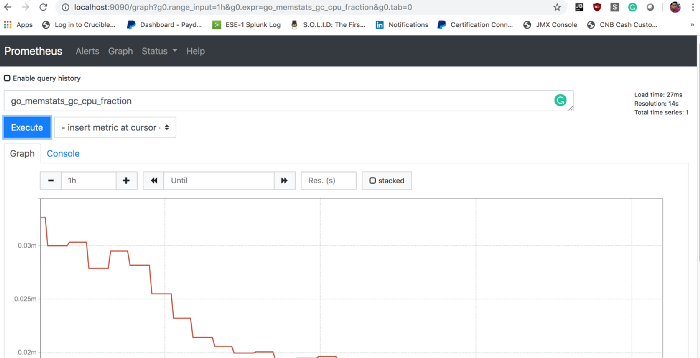 localhost:9090/graph?g0.range_input=1h&g0.expr=go_memstats_gc_cpu_fraction&g0.tab=0
Apps
Log in to Crucible...
Dashboard - Payd...
ESE-1 Splunk Log
S.O.L.I.D: The Firs...
Notifications
Certification Conn...
JMX Console
CNB Cash Custo...
Prometheus Alerts Graph Status Help
Enable query history
go_memstats_gc_cpu_fraction
Load time: 27ms
Resolution: 14s
Total time series: 1
Execute - insert metric at cursor -
Graph Console
− 1h + Until Res. (s) stacked
0.03m
0.025m
0.02m